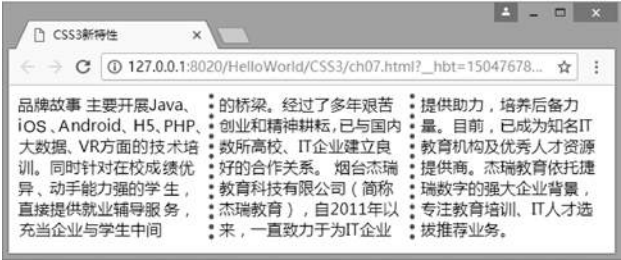 CSS3新特性
127.0.0.1:8020/HelloWorld/CSS3/ch07.html?__hbt=15047678...
品牌故事 主要开展Java、
iOS、Android、H5、PHP、
大数据、VR方面的技术培
训。同时针对在校成绩优
异、动手能力强的学生，
直接提供就业辅导服务，
充当企业与学生中间
的桥梁。经过了多年艰苦
创业和精神耕耘，已与国内
数所高校、IT企业建立良
好的合作关系。 烟台杰瑞
教育科技有限公司（简称
杰瑞教育），自2011年以
来，一直致力于为IT企业
提供助力，培养后备力
量。目前，已成为知名IT
教育机构及优秀人才资源
提供商。杰瑞教育依托捷
瑞数字的强大企业背景，
专注教育培训、IT人才选
拔推荐业务。